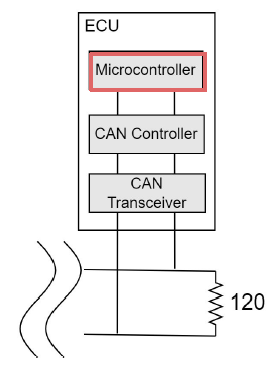 ECU
Microcontroller
CAN Controller
CAN
Transceiver
120